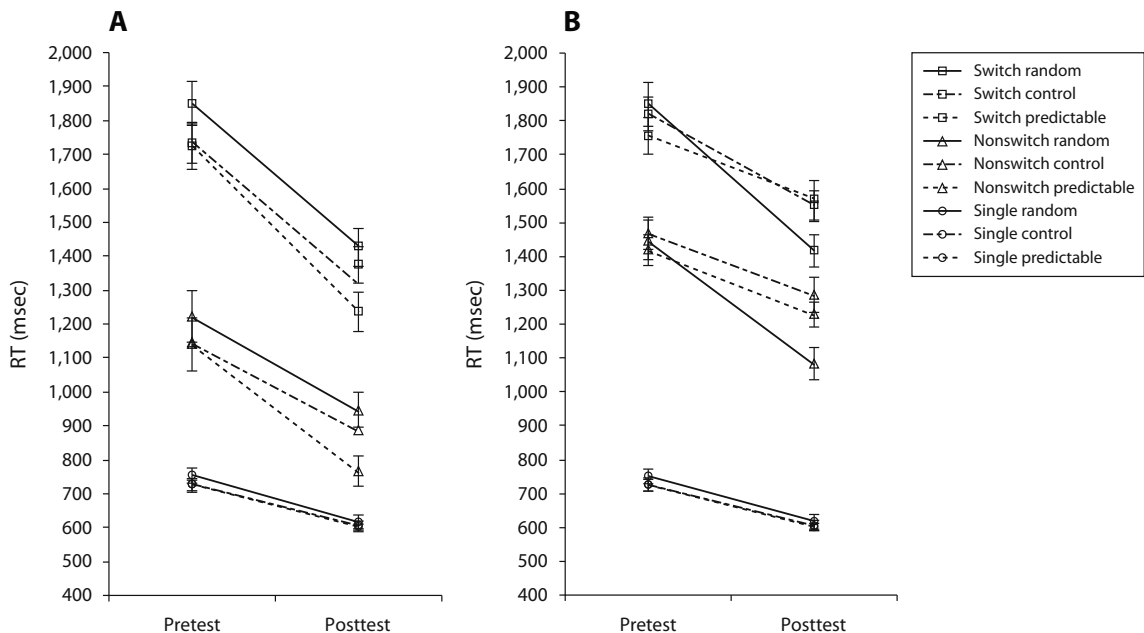 A
RT (msec)
2,000
1,900
1,800
1,700
1,600
1,500
1,400
1,300
1,200
1,100
1,000
900
800
700
600
500
400
Pretest
Posttest
B
RT (msec)
2,000
1,900
1,800
1,700
1,600
1,500
1,400
1,300
1,200
1,100
1,000
900
800
700
600
500
400
Pretest
Posttest
Switch random
Switch control
Switch predictable
Nonswitch random
Nonswitch control
Nonswitch predictable
Single random
Single control
Single predictable